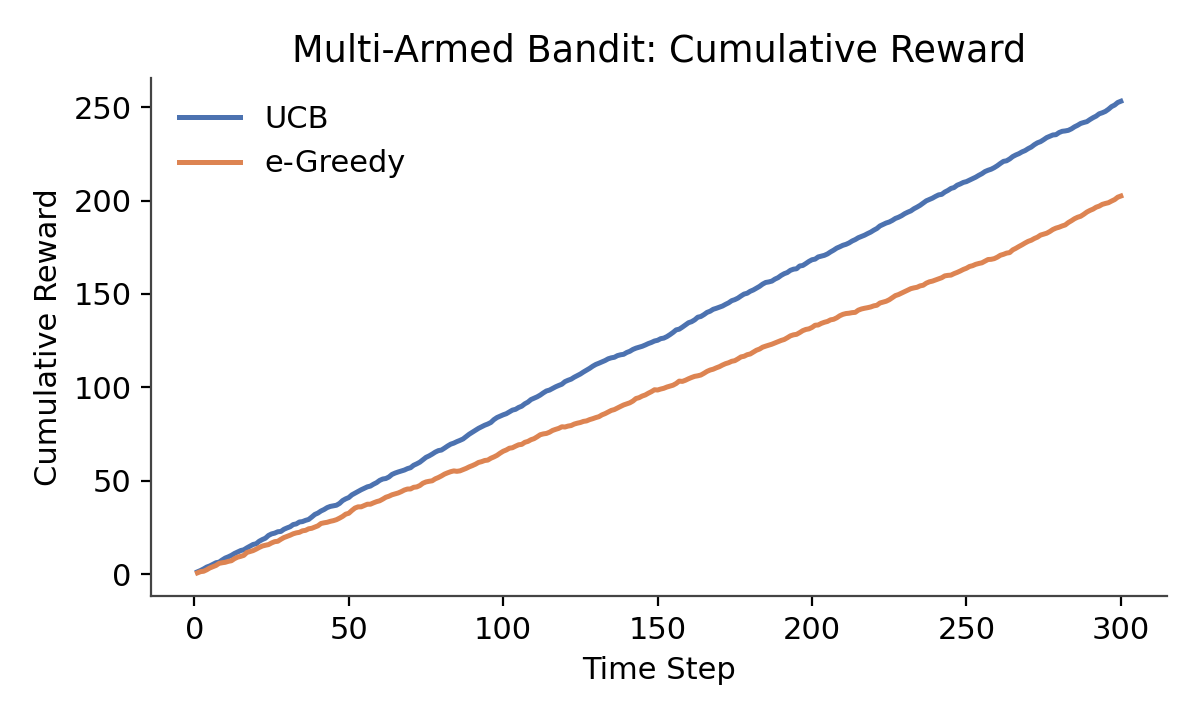 Multi-Armed Bandit: Cumulative Reward
UCB
e-Greedy
Cumulative Reward
250
200
150
100
50
0
0 50 100 150 200 250 300
Time Step